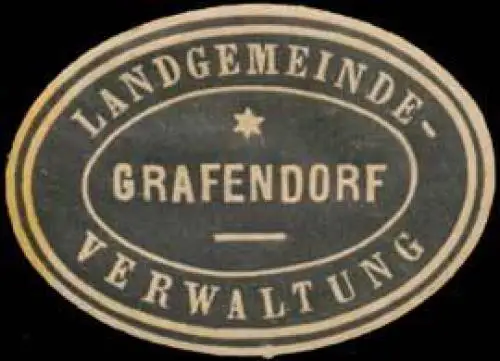 LANDGEMEINDE-
GRAFENDORF
VERWALTUNG